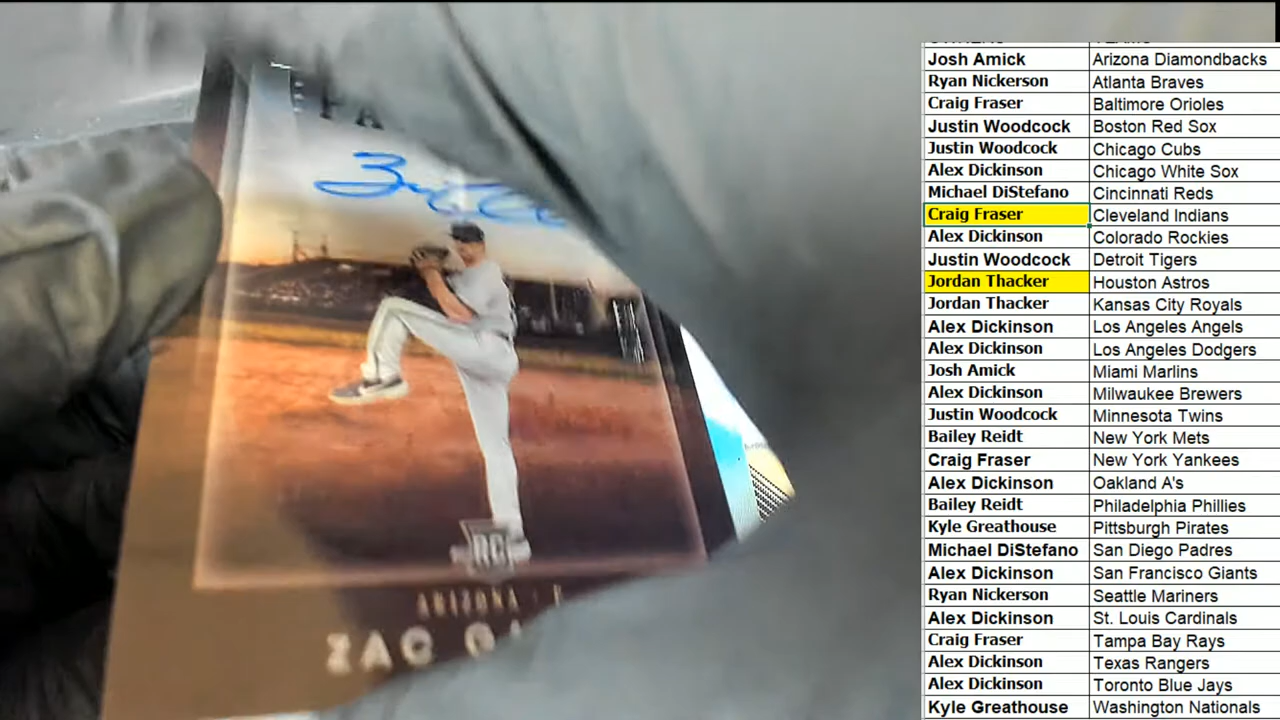 RC
ARIZONA
ZAC
Josh Amick Arizona Diamondbacks
Ryan Nickerson Atlanta Braves
Craig Fraser Baltimore Orioles
Justin Woodcock Boston Red Sox
Justin Woodcock Chicago Cubs
Alex Dickinson Chicago White Sox
Michael DiStefano Cincinnati Reds
Craig Fraser Cleveland Indians
Alex Dickinson Colorado Rockies
Justin Woodcock Detroit Tigers
Jordan Thacker Houston Astros
Jordan Thacker Kansas City Royals
Alex Dickinson Los Angeles Angels
Alex Dickinson Los Angeles Dodgers
Josh Amick Miami Marlins
Alex Dickinson Milwaukee Brewers
Justin Woodcock Minnesota Twins
Bailey Reidt New York Mets
Craig Fraser New York Yankees
Alex Dickinson Oakland A's
Bailey Reidt Philadelphia Phillies
Kyle Greathouse Pittsburgh Pirates
Michael DiStefano San Diego Padres
Alex Dickinson San Francisco Giants
Ryan Nickerson Seattle Mariners
Alex Dickinson St. Louis Cardinals
Craig Fraser Tampa Bay Rays
Alex Dickinson Texas Rangers
Alex Dickinson Toronto Blue Jays
Kyle Greathouse Washington Nationals